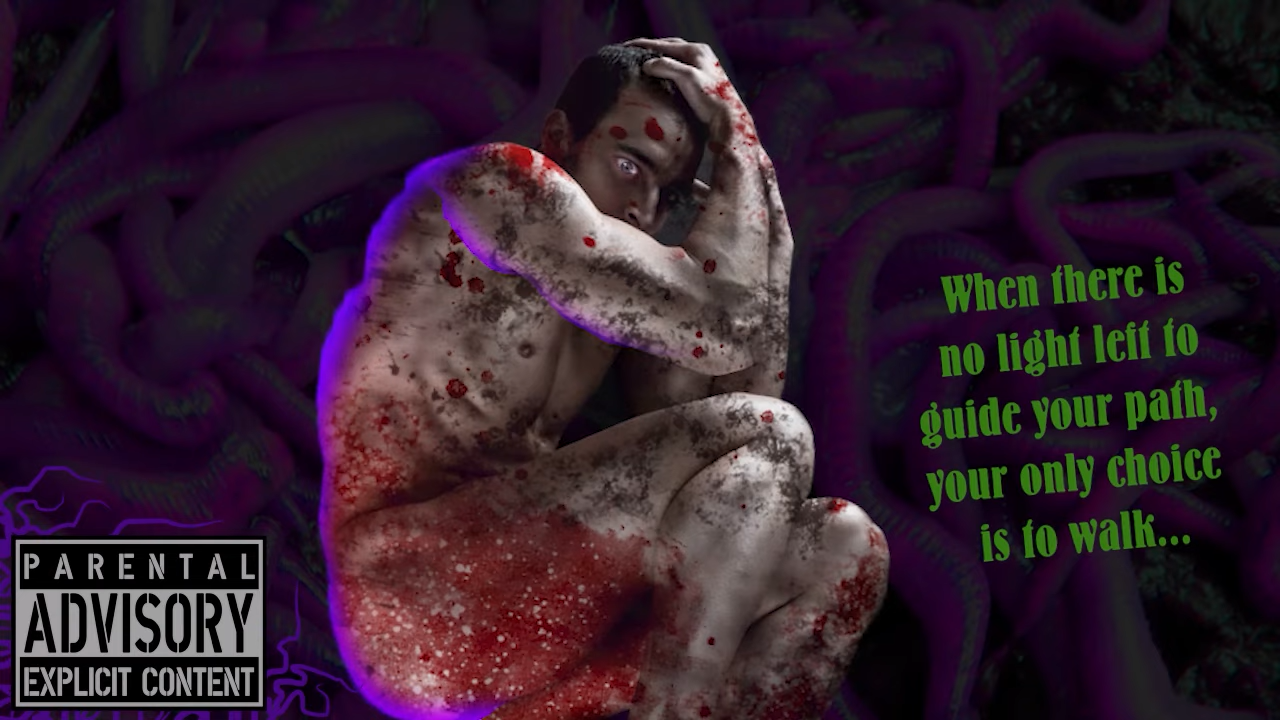 When there is
no light left to
guide your path,
your only choice
is to walk...
PARENTAL
ADVISORY
EXPLICIT CONTENT